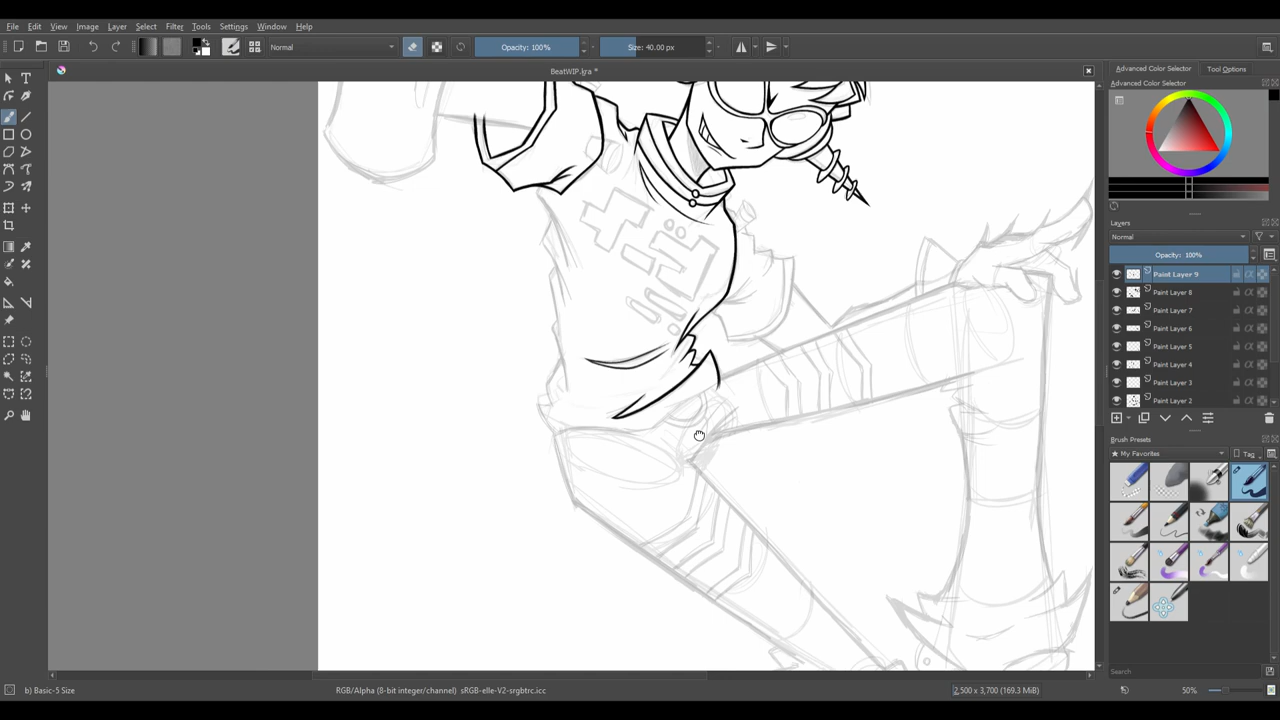 File Edit View Image Layer Select Filter Tools Settings Window Help
Normal Opacity: 100% Size: 40.00 px
BeatWIP.kra *
Advanced Color Selector Tool Options
Advanced Color Selector
Layers
Normal
Opacity: 100%
Paint Layer 9
Paint Layer 8
Paint Layer 7
Paint Layer 6
Paint Layer 5
Paint Layer 4
Paint Layer 3
Paint Layer 2
Brush Presets
My Favorites Tag
Search
b) Basic-5 Size RGB/Alpha (8-bit integer/channel) sRGB-elle-V2-srgbtrc.icc 2,500 x 3,700 (169.3 MiB) 50%